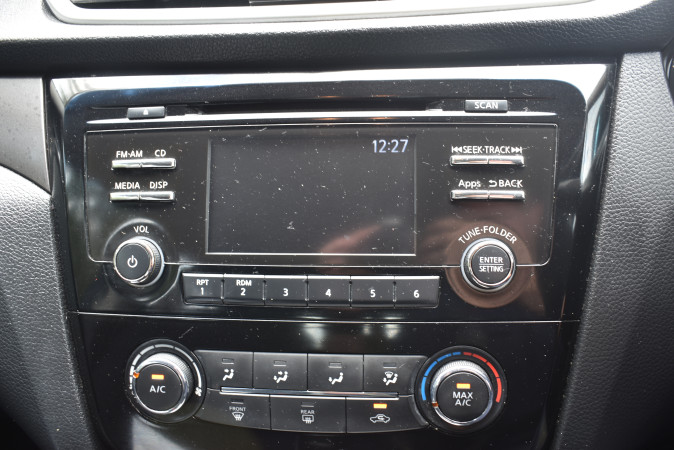 SCAN
12:27
FM·AM CD
MEDIA DISP
SEEK·TRACK
Apps BACK
VOL
TUNE·FOLDER
ENTER
SETTING
RPT RDM
1 2 3 4 5 6
A/C
FRONT
REAR
MAX
A/C